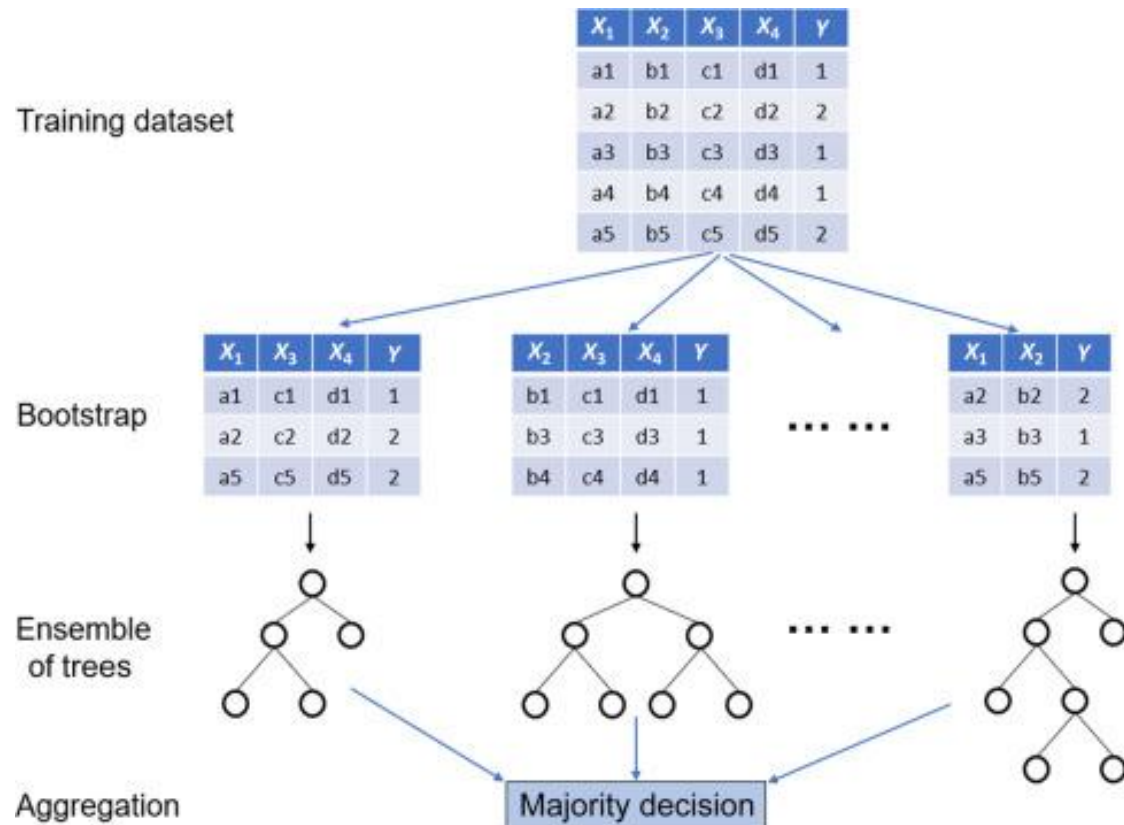 X₁ X₂ X₃ X₄ Y
a1 b1 c1 d1 1
Training dataset
a2 b2 c2 d2 2
a3 b3 c3 d3 1
a4 b4 c4 d4 1
a5 b5 c5 d5 2
X₁ X₃ X₄ Y
a1 c1 d1 1
a2 c2 d2 2
a5 c5 d5 2
X₂ X₃ X₄ Y
b1 c1 d1 1
b3 c3 d3 1
b4 c4 d4 1
... ...
X₁ X₂ Y
a2 b2 2
a3 b3 1
a5 b5 2
Bootstrap
Ensemble
of trees
... ...
Aggregation
Majority decision